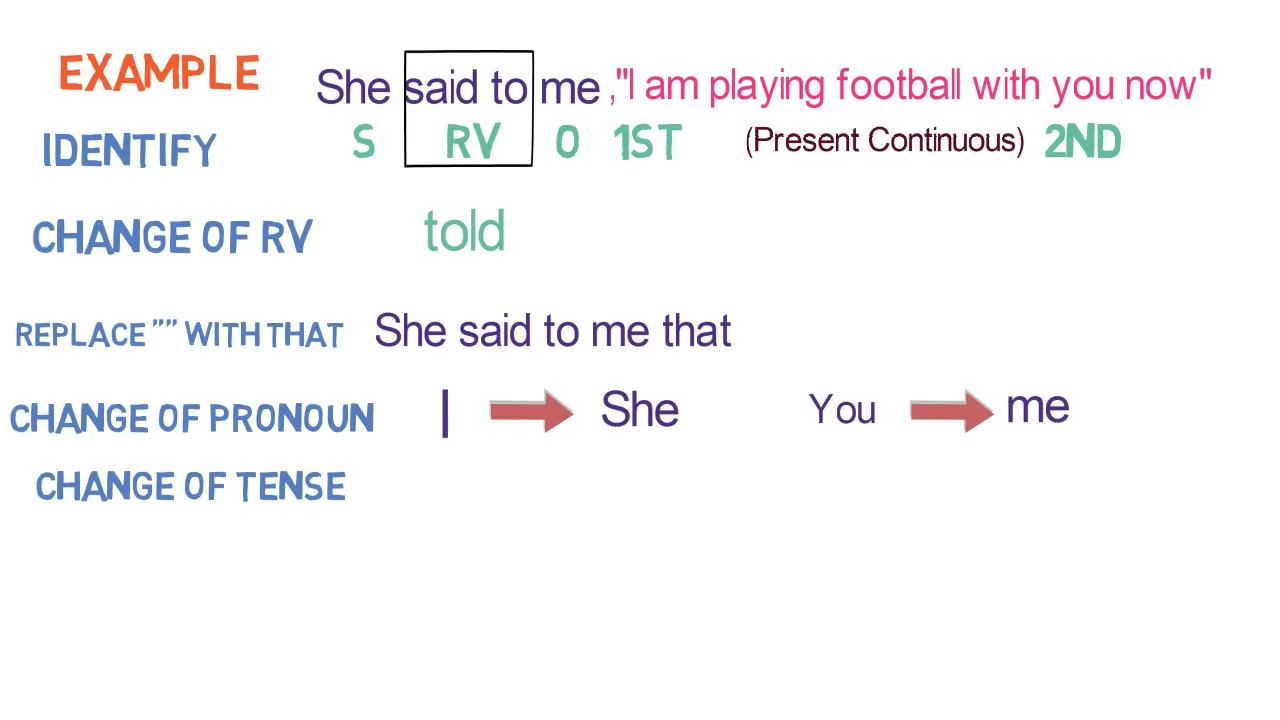 EXAMPLE She said to me ,"I am playing football with you now"
IDENTIFY S RV O 1ST (Present Continuous) 2ND
CHANGE OF RV told
REPLACE "" WITH THAT She said to me that
CHANGE OF PRONOUN I She You me
CHANGE OF TENSE